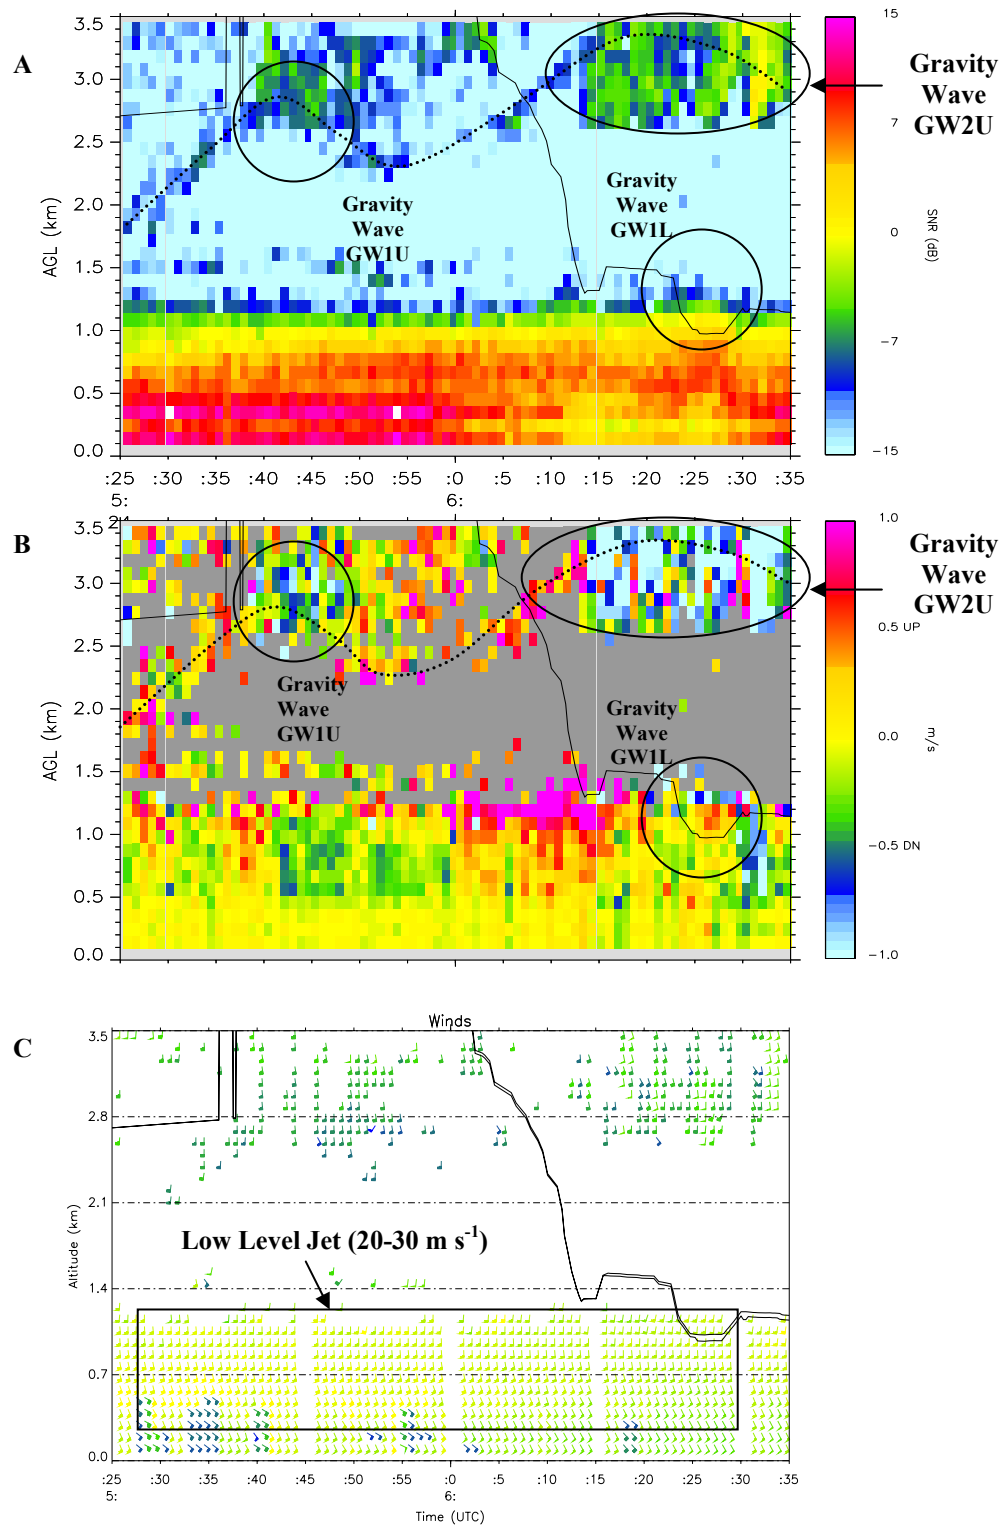 A
3.5
3.0
2.5
2.0
1.5
1.0
0.5
0.0
AGL (km)
Gravity
Wave
GW1U
Gravity
Wave
GW1L
:25 :30 :35 :40 :45 :50 :55 :0 :5 :10 :15 :20 :25 :30 :35
5: 6:
15
7
0
−7
−15
SNR (dB)
Gravity
Wave
GW2U
B
3.5
3.0
2.5
2.0
1.5
1.0
0.5
0.0
AGL (km)
Gravity
Wave
GW1U
Gravity
Wave
GW1L
1.0
0.5 UP
0.0
−0.5 DN
−1.0
m/s
Gravity
Wave
GW2U
C
Winds
3.5
2.8
2.1
1.4
0.7
0.0
Altitude (km)
Low Level Jet (20-30 m s-1)
:25 :30 :35 :40 :45 :50 :55 :0 :5 :10 :15 :20 :25 :30 :35
5: 6:
Time (UTC)